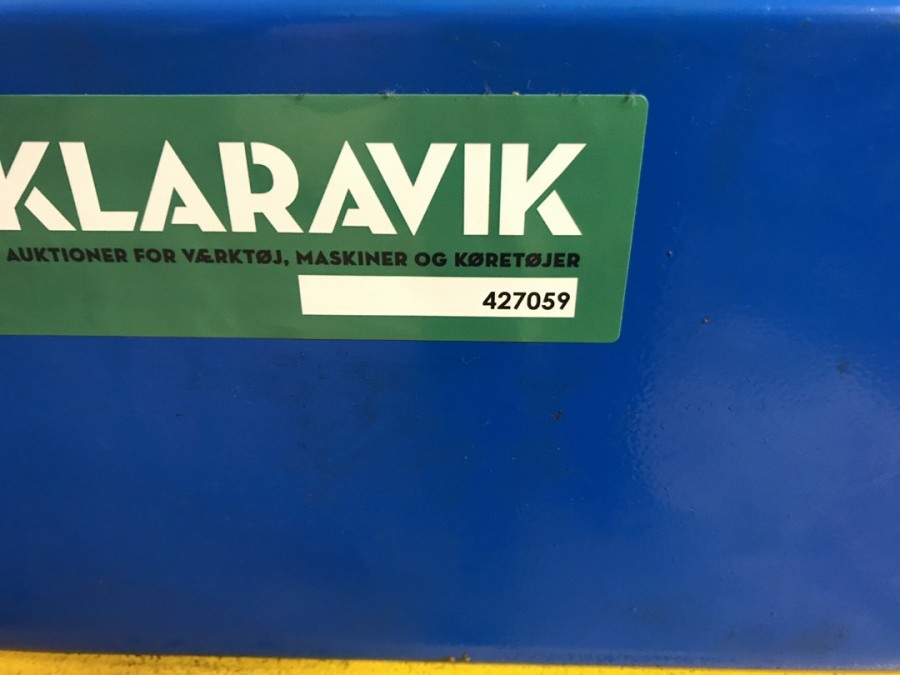 KLARAVIK
AUKTIONER FOR VÆRKTØJ, MASKINER OG KØRETØJER
427059